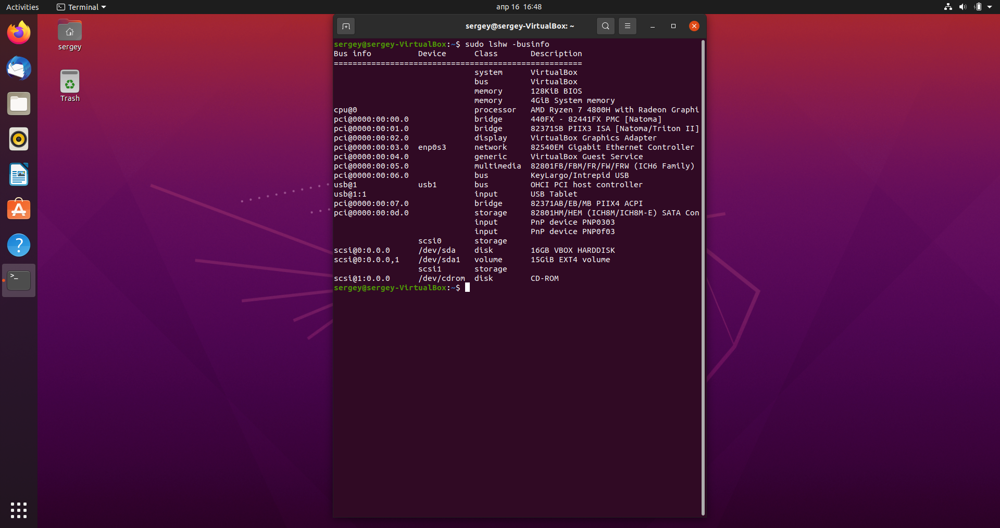 Activities Terminal апр 16 16:48
sergey
Trash
sergey@sergey-VirtualBox: ~
sergey@sergey-VirtualBox:~$ sudo lshw -businfo
Bus info          Device      Class      Description
=====================================================
                              system     VirtualBox
                              bus        VirtualBox
                              memory     128KiB BIOS
                              memory     4GiB System memory
cpu@0                         processor  AMD Ryzen 7 4800H with Radeon Graphi
pci@0000:00:00.0              bridge     440FX - 82441FX PMC [Natoma]
pci@0000:00:01.0              bridge     82371SB PIIX3 ISA [Natoma/Triton II]
pci@0000:00:02.0              display    VirtualBox Graphics Adapter
pci@0000:00:03.0  enp0s3      network    82540EM Gigabit Ethernet Controller
pci@0000:00:04.0              generic    VirtualBox Guest Service
pci@0000:00:05.0              multimedia  82801FB/FBM/FR/FW/FRW (ICH6 Family)
pci@0000:00:06.0              bus        KeyLargo/Intrepid USB
usb@1             usb1        bus        OHCI PCI host controller
usb@1:1                       input      USB Tablet
pci@0000:00:07.0              bridge     82371AB/EB/MB PIIX4 ACPI
pci@0000:00:0d.0              storage    82801HM/HEM (ICH8M/ICH8M-E) SATA Con
                              input      PnP device PNP0303
                              input      PnP device PNP0f03
                  scsi0       storage
scsi@0:0.0.0      /dev/sda    disk       16GB VBOX HARDDISK
scsi@0:0.0.0,1    /dev/sda1   volume     15GiB EXT4 volume
                  scsi1       storage
scsi@1:0.0.0      /dev/cdrom  disk       CD-ROM
sergey@sergey-VirtualBox:~$